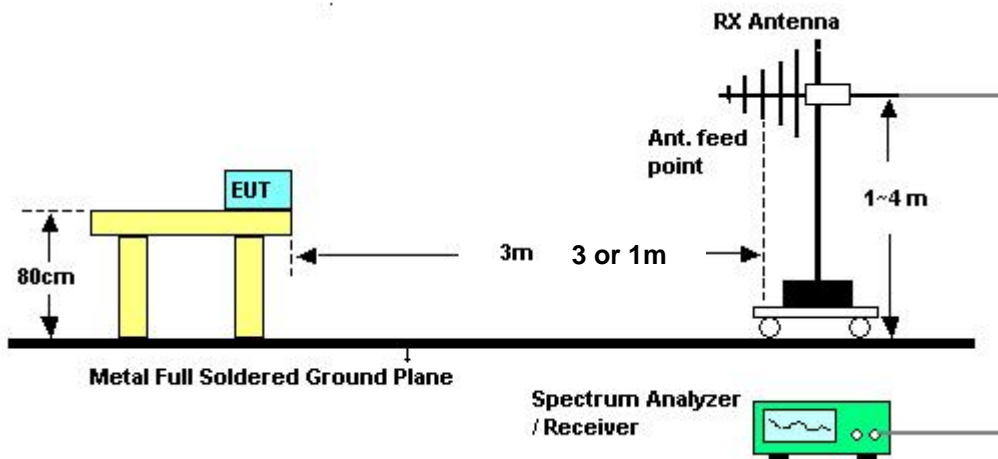 RX Antenna
Ant. feed
point
EUT
1~4 m
3m 3 or 1m
80cm
Metal Full Soldered Ground Plane
Spectrum Analyzer
/ Receiver